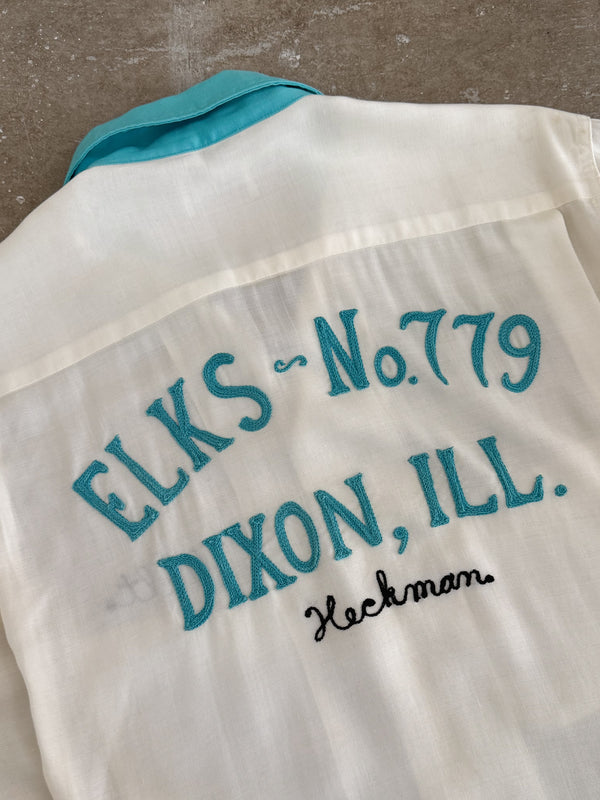 ELKS ~ No. 779
DIXON, ILL.
Heckman.